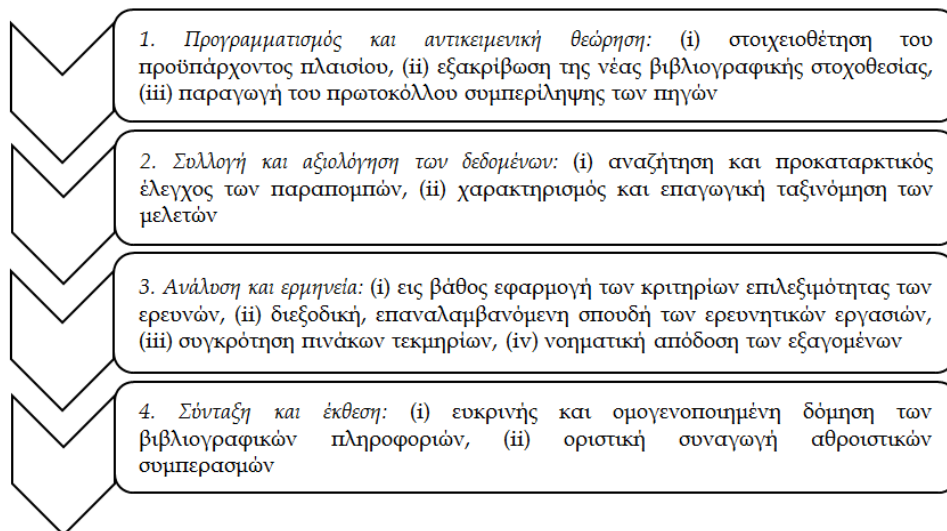 1. Προγραμματισμός και αντικειμενική θεώρηση: (i) στοιχειοθέτηση του
προϋπάρχοντος πλαισίου, (ii) εξακρίβωση της νέας βιβλιογραφικής στοχοθεσίας,
(iii) παραγωγή του πρωτοκόλλου συμπερίληψης των πηγών
2. Συλλογή και αξιολόγηση των δεδομένων: (i) αναζήτηση και προκαταρκτικός
έλεγχος των παραπομπών, (ii) χαρακτηρισμός και επαγωγική ταξινόμηση των
μελετών
3. Ανάλυση και ερμηνεία: (i) εις βάθος εφαρμογή των κριτηρίων επιλεξιμότητας των
ερευνών, (ii) διεξοδική, επαναλαμβανόμενη σπουδή των ερευνητικών εργασιών,
(iii) συγκρότηση πινάκων τεκμηρίων, (iv) νοηματική απόδοση των εξαγομένων
4. Σύνταξη και έκθεση: (i) ευκρινής και ομογενοποιημένη δόμηση των
βιβλιογραφικών πληροφοριών, (ii) οριστική συναγωγή αθροιστικών
συμπερασμών